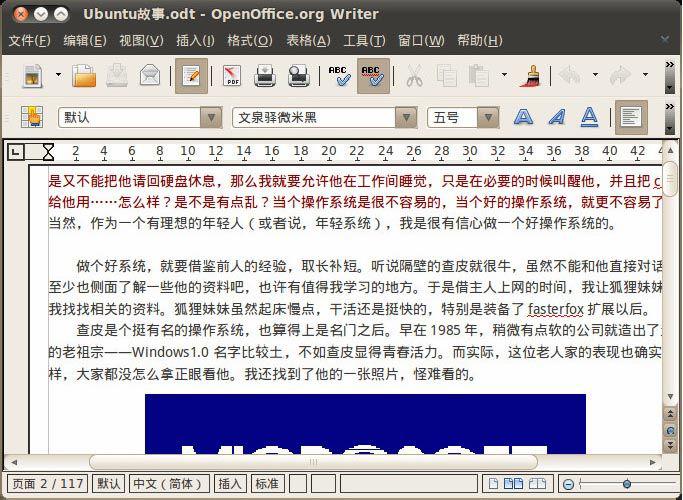 Ubuntu故事.odt - OpenOffice.org Writer
文件(F) 编辑(E) 视图(V) 插入(I) 格式(O) 表格(A) 工具(T) 窗口(W) 帮助(H)
PDF ABC ABC
默认 文泉驿微米黑 五号 A A A
2 4 6 8 10 12 14 16 18 20 22 24 26 28 30 32 34 36 38 40 42 4
是又不能把他请回硬盘休息，那么我就要允许他在工作间睡觉，只是在必要的时候叫醒他，并且把 c
给他用……怎么样？是不是有点乱？当个操作系统是很不容易的，当个好的操作系统，就更不容易了
当然，作为一个有理想的年轻人（或者说，年轻系统），我是很有信心做一个好操作系统的。
做个好系统，就要借鉴前人的经验，取长补短。听说隔壁的查皮就很牛，虽然不能和他直接对话
至少也侧面了解一些他的资料吧，也许有值得我学习的地方。于是借主人上网的时间，我让狐狸妹妹
我找找相关的资料。狐狸妹妹虽然起床慢点，干活还是挺快的，特别是装备了 fasterfox 扩展以后。
查皮是个挺有名的操作系统，也算得上是名门之后。早在 1985 年，稍微有点软的公司就造出了
的老祖宗——Windows1.0 名字比较土，不如查皮显得青春活力。而实际，这位老人家的表现也确实
样，大家都没怎么拿正眼看他。我还找到了他的一张照片，怪难看的。
页面 2 / 117 默认 中文（简体） 插入 标准